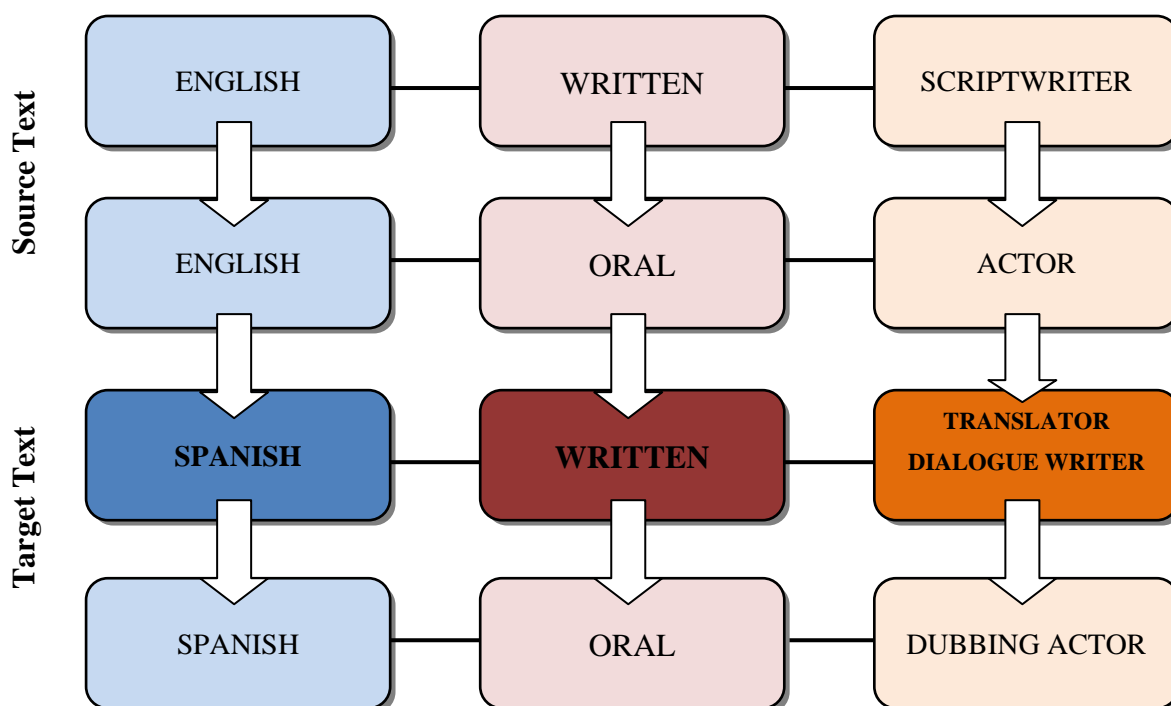 Source Text
ENGLISH
WRITTEN
SCRIPTWRITER
ENGLISH
ORAL
ACTOR
Target Text
SPANISH
WRITTEN
TRANSLATOR
DIALOGUE WRITER
SPANISH
ORAL
DUBBING ACTOR